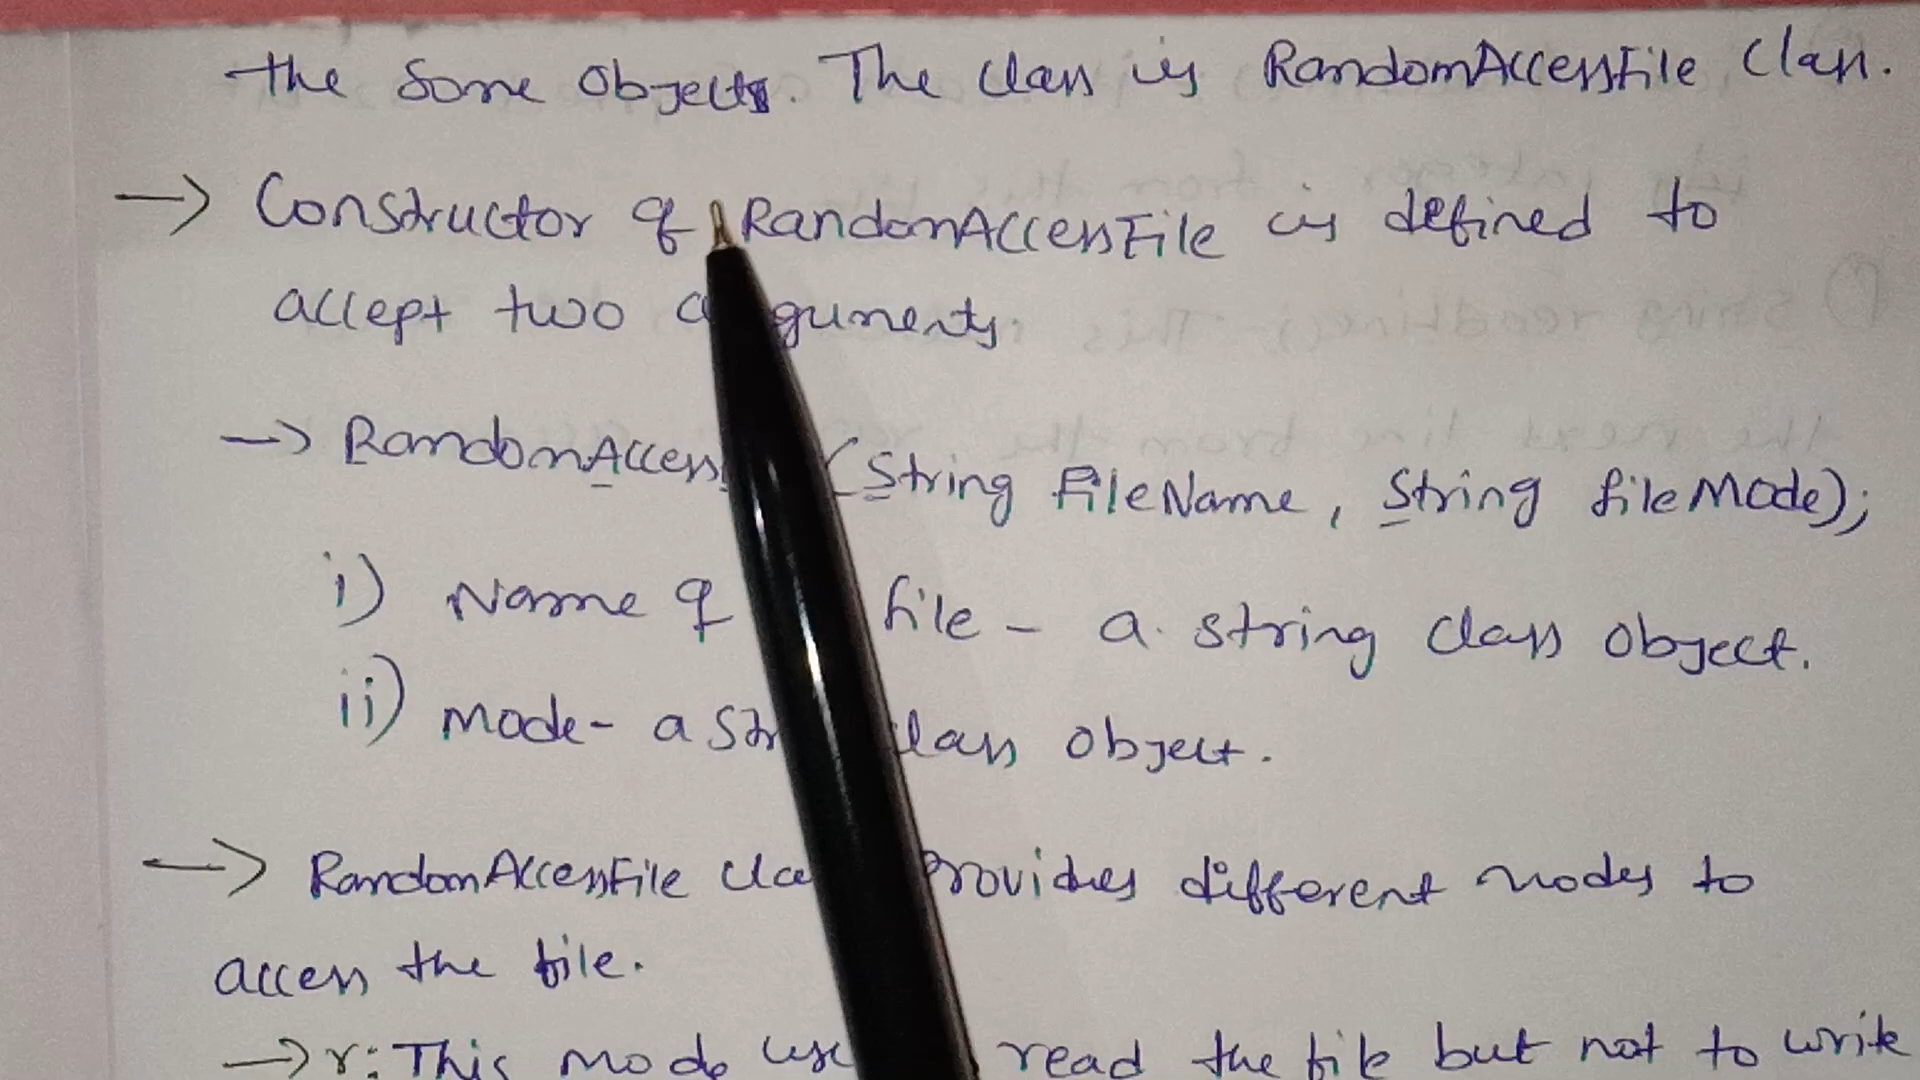 the same object. The class is RandomAccessFile Class.
→ Constructor of RandomAccessFile is defined to
accept two arguments.
→ RandomAccess (String FileName, String fileMode);
i) Name of file - a string class object.
ii) mode - a object.
→ RandomAccessFile provides different modes to
access the file.
→ r: This mode read the file but not to write